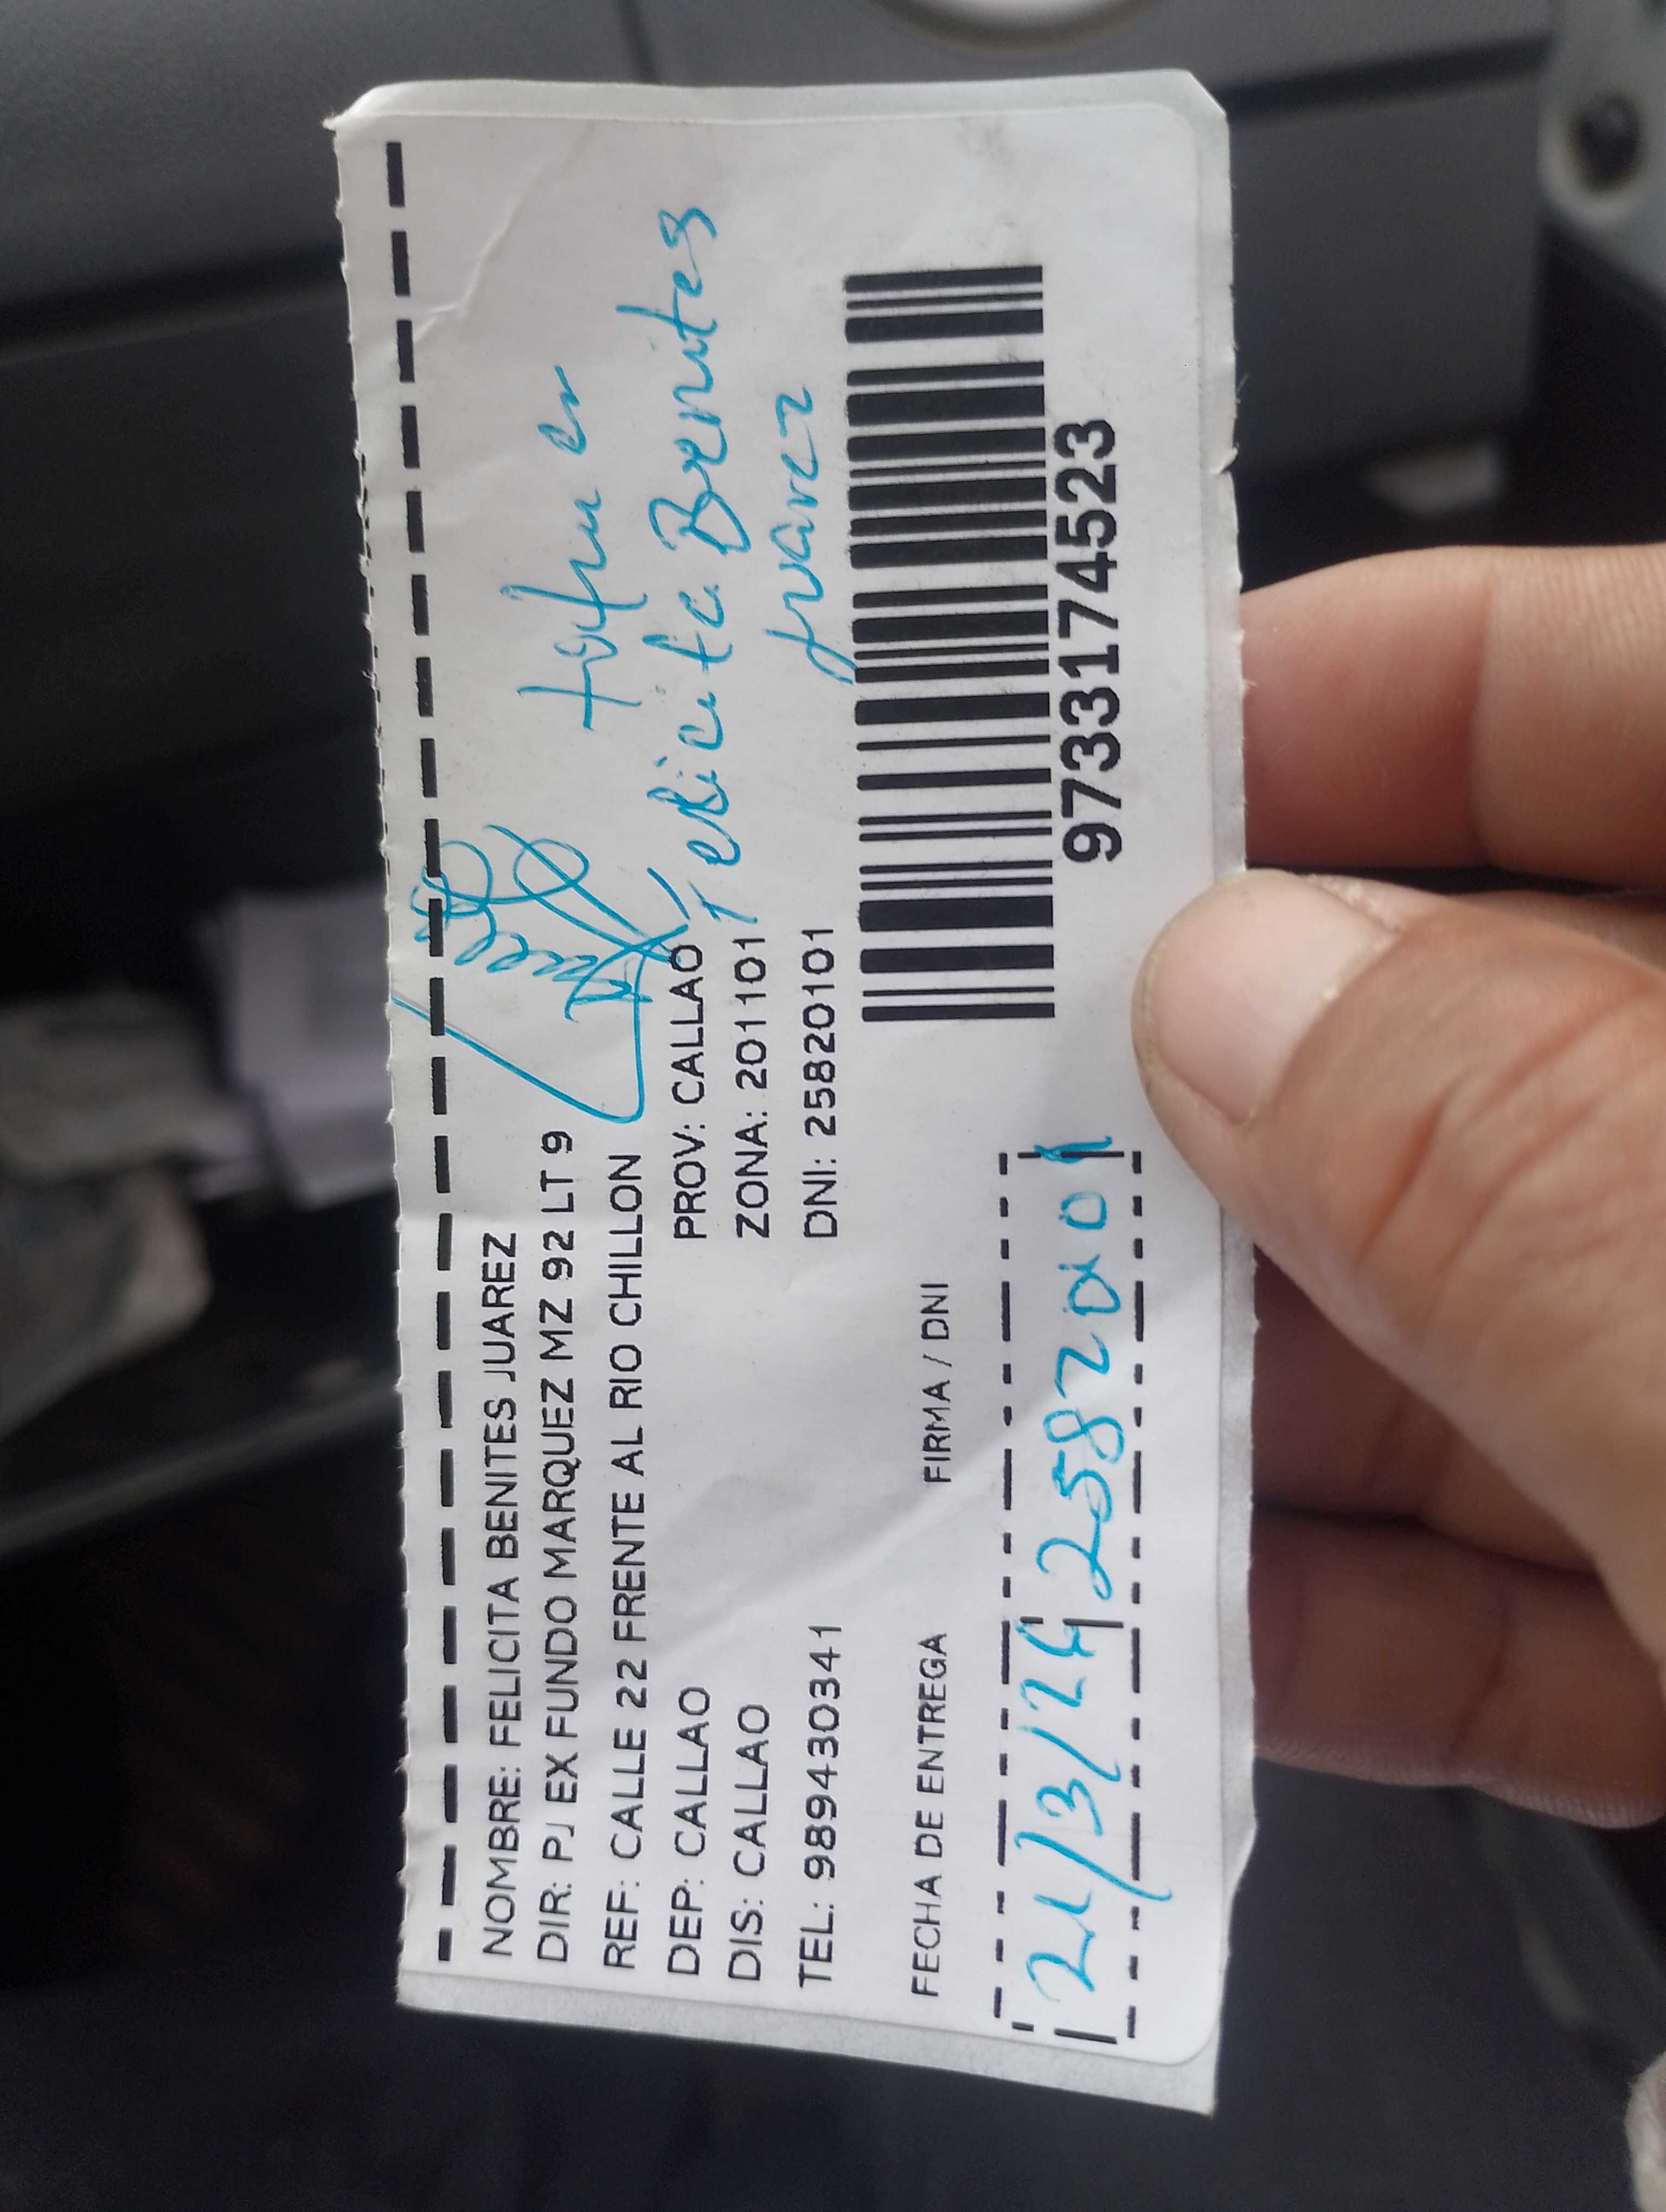 NOMBRE: FELICITA BENITES JUAREZ
DIR: PJ EX FUNDO MARQUEZ MZ 92 LT 9
REF: CALLE 22 FRENTE AL RIO CHILLON
DEP: CALLAO PROV: CALLAO
DIS: CALLAO ZONA: 201101
TEL: 989430341 DNI: 25820101
Benites
Juarez
9733174523
FECHA DE ENTREGA FIRMA / DNI
21/3/24 25820101